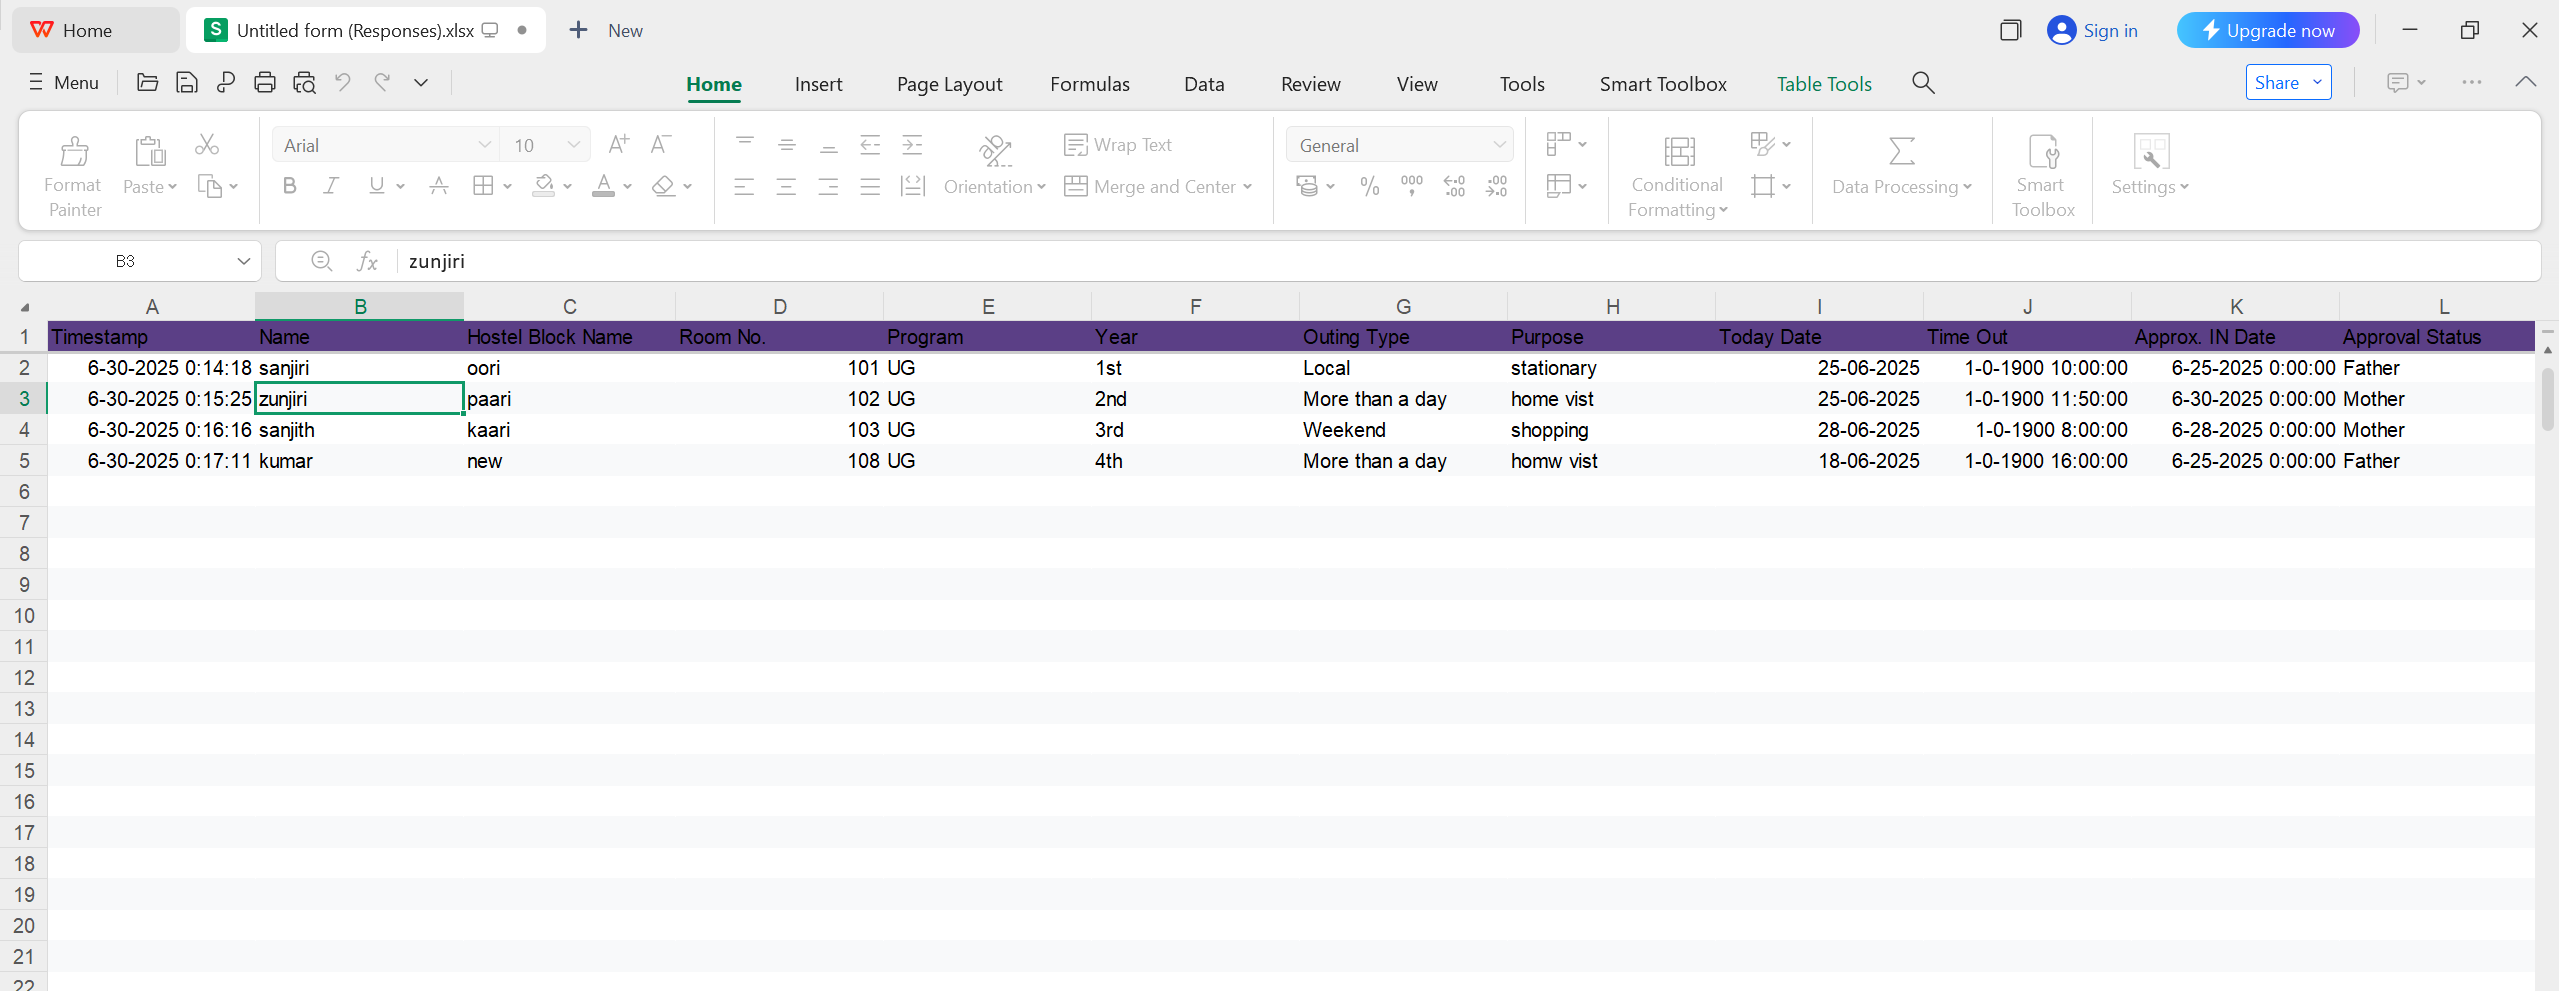 Home Untitled form (Responses).xlsx New Sign in Upgrade now
Menu Home Insert Page Layout Formulas Data Review View Tools Smart Toolbox Table Tools Share
Format Painter Paste Arial 10 A+ A- B I U A A Orientation Wrap Text Merge and Center General % 000 .00 .00 Conditional Formatting Data Processing Smart Toolbox Settings
B3 fx zunjiri
A B C D E F G H I J K L
1 Timestamp Name Hostel Block Name Room No. Program Year Outing Type Purpose Today Date Time Out Approx. IN Date Approval Status
2 6-30-2025 0:14:18 sanjiri oori 101 UG 1st Local stationary 25-06-2025 1-0-1900 10:00:00 6-25-2025 0:00:00 Father
3 6-30-2025 0:15:25 zunjiri paari 102 UG 2nd More than a day home vist 25-06-2025 1-0-1900 11:50:00 6-30-2025 0:00:00 Mother
4 6-30-2025 0:16:16 sanjith kaari 103 UG 3rd Weekend shopping 28-06-2025 1-0-1900 8:00:00 6-28-2025 0:00:00 Mother
5 6-30-2025 0:17:11 kumar new 108 UG 4th More than a day homw vist 18-06-2025 1-0-1900 16:00:00 6-25-2025 0:00:00 Father
6
7
8
9
10
11
12
13
14
15
16
17
18
19
20
21
22